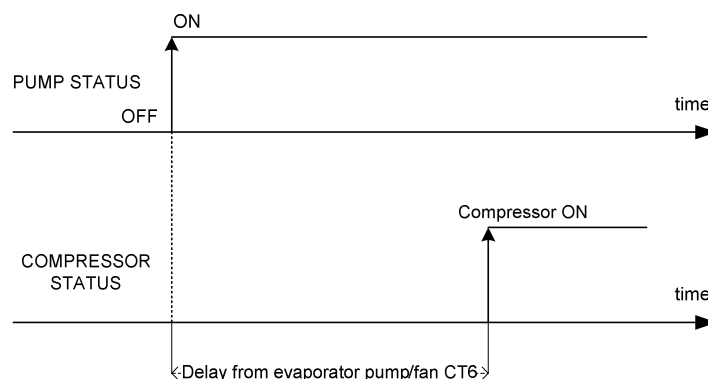 ON
PUMP STATUS
OFF
time
Compressor ON
COMPRESSOR
STATUS
time
Delay from evaporator pump/fan CT6